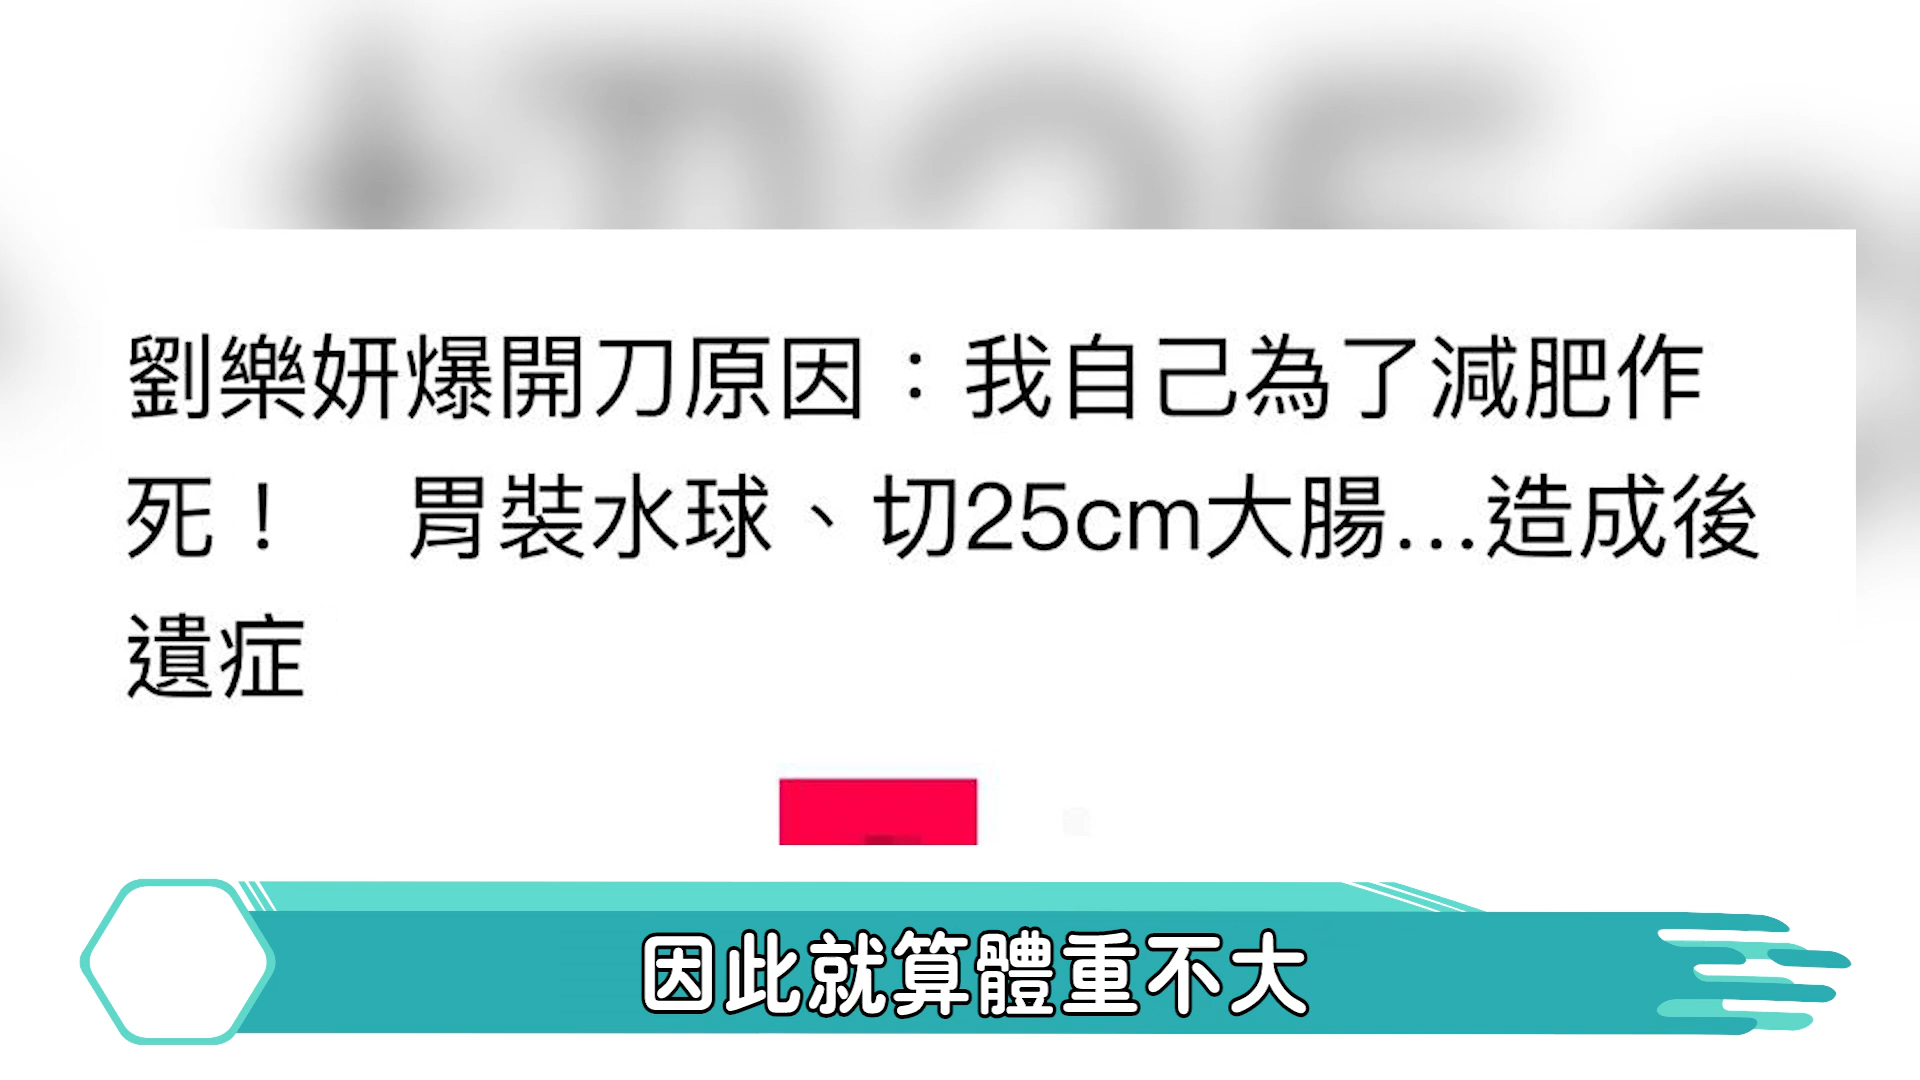 劉樂妍爆開刀原因：我自己為了減肥作
死！　胃裝水球、切25cm大腸…造成後
遺症
因此就算體重不大